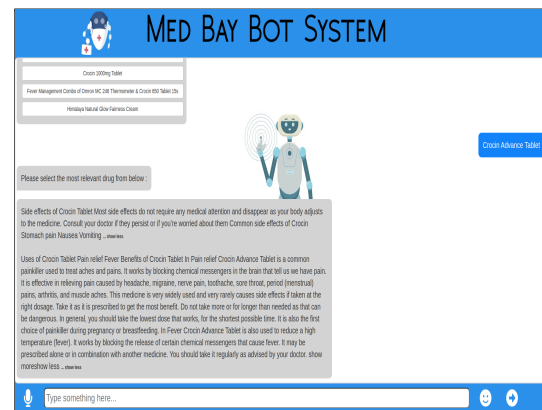 MED BAY BOT SYSTEM
Crocin 1000mg Tablet
Fever Management Combo of Omron MC 246 Thermometer & Crocin 650 Tablet 15s
Himalaya Natural Glow Fairness Cream
Crocin Advance Tablet
Please select the most relevant drug from below :
Side effects of Crocin Tablet Most side effects do not require any medical attention and disappear as your body adjusts
to the medicine. Consult your doctor if they persist or if you're worried about them Common side effects of Crocin
Stomach pain Nausea Vomiting ... show less
Uses of Crocin Tablet Pain relief Fever Benefits of Crocin Tablet In Pain relief Crocin Advance Tablet is a common
painkiller used to treat aches and pains. It works by blocking chemical messengers in the brain that tell us we have pain.
It is effective in relieving pain caused by headache, migraine, nerve pain, toothache, sore throat, period (menstrual)
pains, arthritis, and muscle aches. This medicine is very widely used and very rarely causes side effects if taken at the
right dosage. Take it as it is prescribed to get the most benefit. Do not take more or for longer than needed as that can
be dangerous. In general, you should take the lowest dose that works, for the shortest possible time. It is also the first
choice of painkiller during pregnancy or breastfeeding. In Fever Crocin Advance Tablet is also used to reduce a high
temperature (fever). It works by blocking the release of certain chemical messengers that cause fever. It may be
prescribed alone or in combination with another medicine. You should take it regularly as advised by your doctor. show
moreshow less ... show less
Type something here...